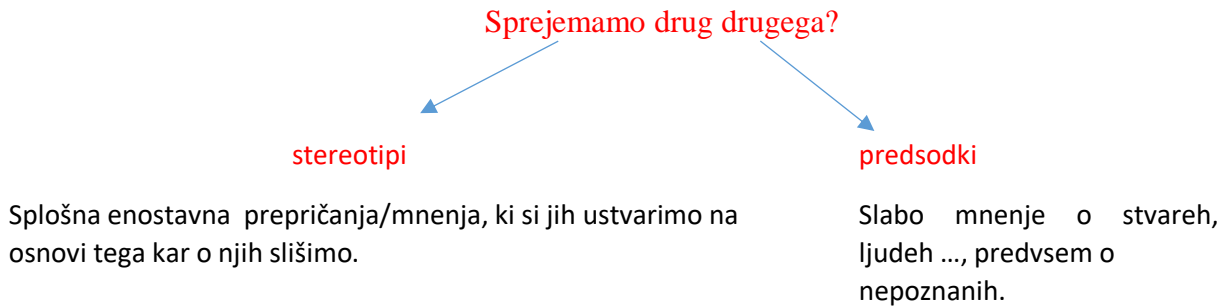 Sprejemamo drug drugega?
stereotipi
Splošna enostavna prepričanja/mnenja, ki si jih ustvarimo na
osnovi tega kar o njih slišimo.
predsodki
Slabo mnenje o stvareh,
ljudeh …, predvsem o
nepoznanih.